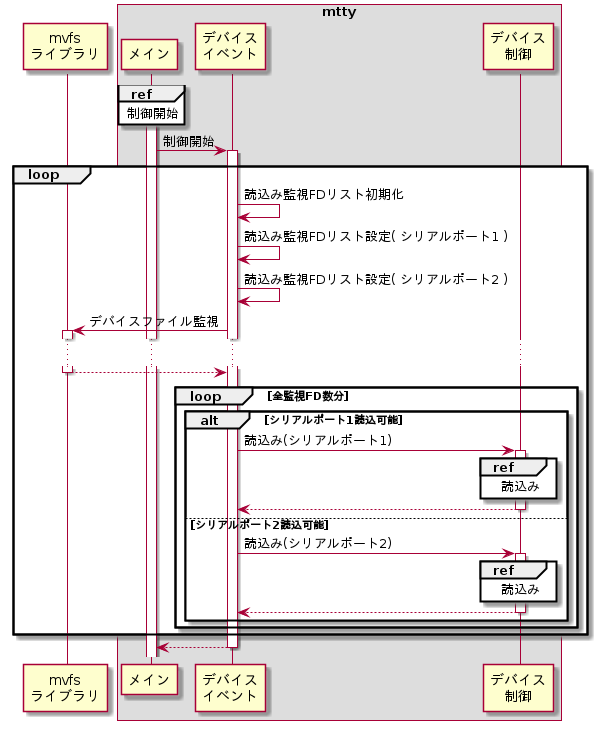 mtty
mvfs
ライブラリ
メイン
デバイス
イベント
デバイス
制御
ref
制御開始
制御開始
loop
読込み監視FDリスト初期化
読込み監視FDリスト設定( シリアルポート1 )
読込み監視FDリスト設定( シリアルポート2 )
デバイスファイル監視
loop [全監視FD数分]
alt [シリアルポート1読込可能]
読込み(シリアルポート1)
ref
読込み
[シリアルポート2読込可能]
読込み(シリアルポート2)
ref
読込み
mvfs
ライブラリ
メイン
デバイス
イベント
デバイス
制御